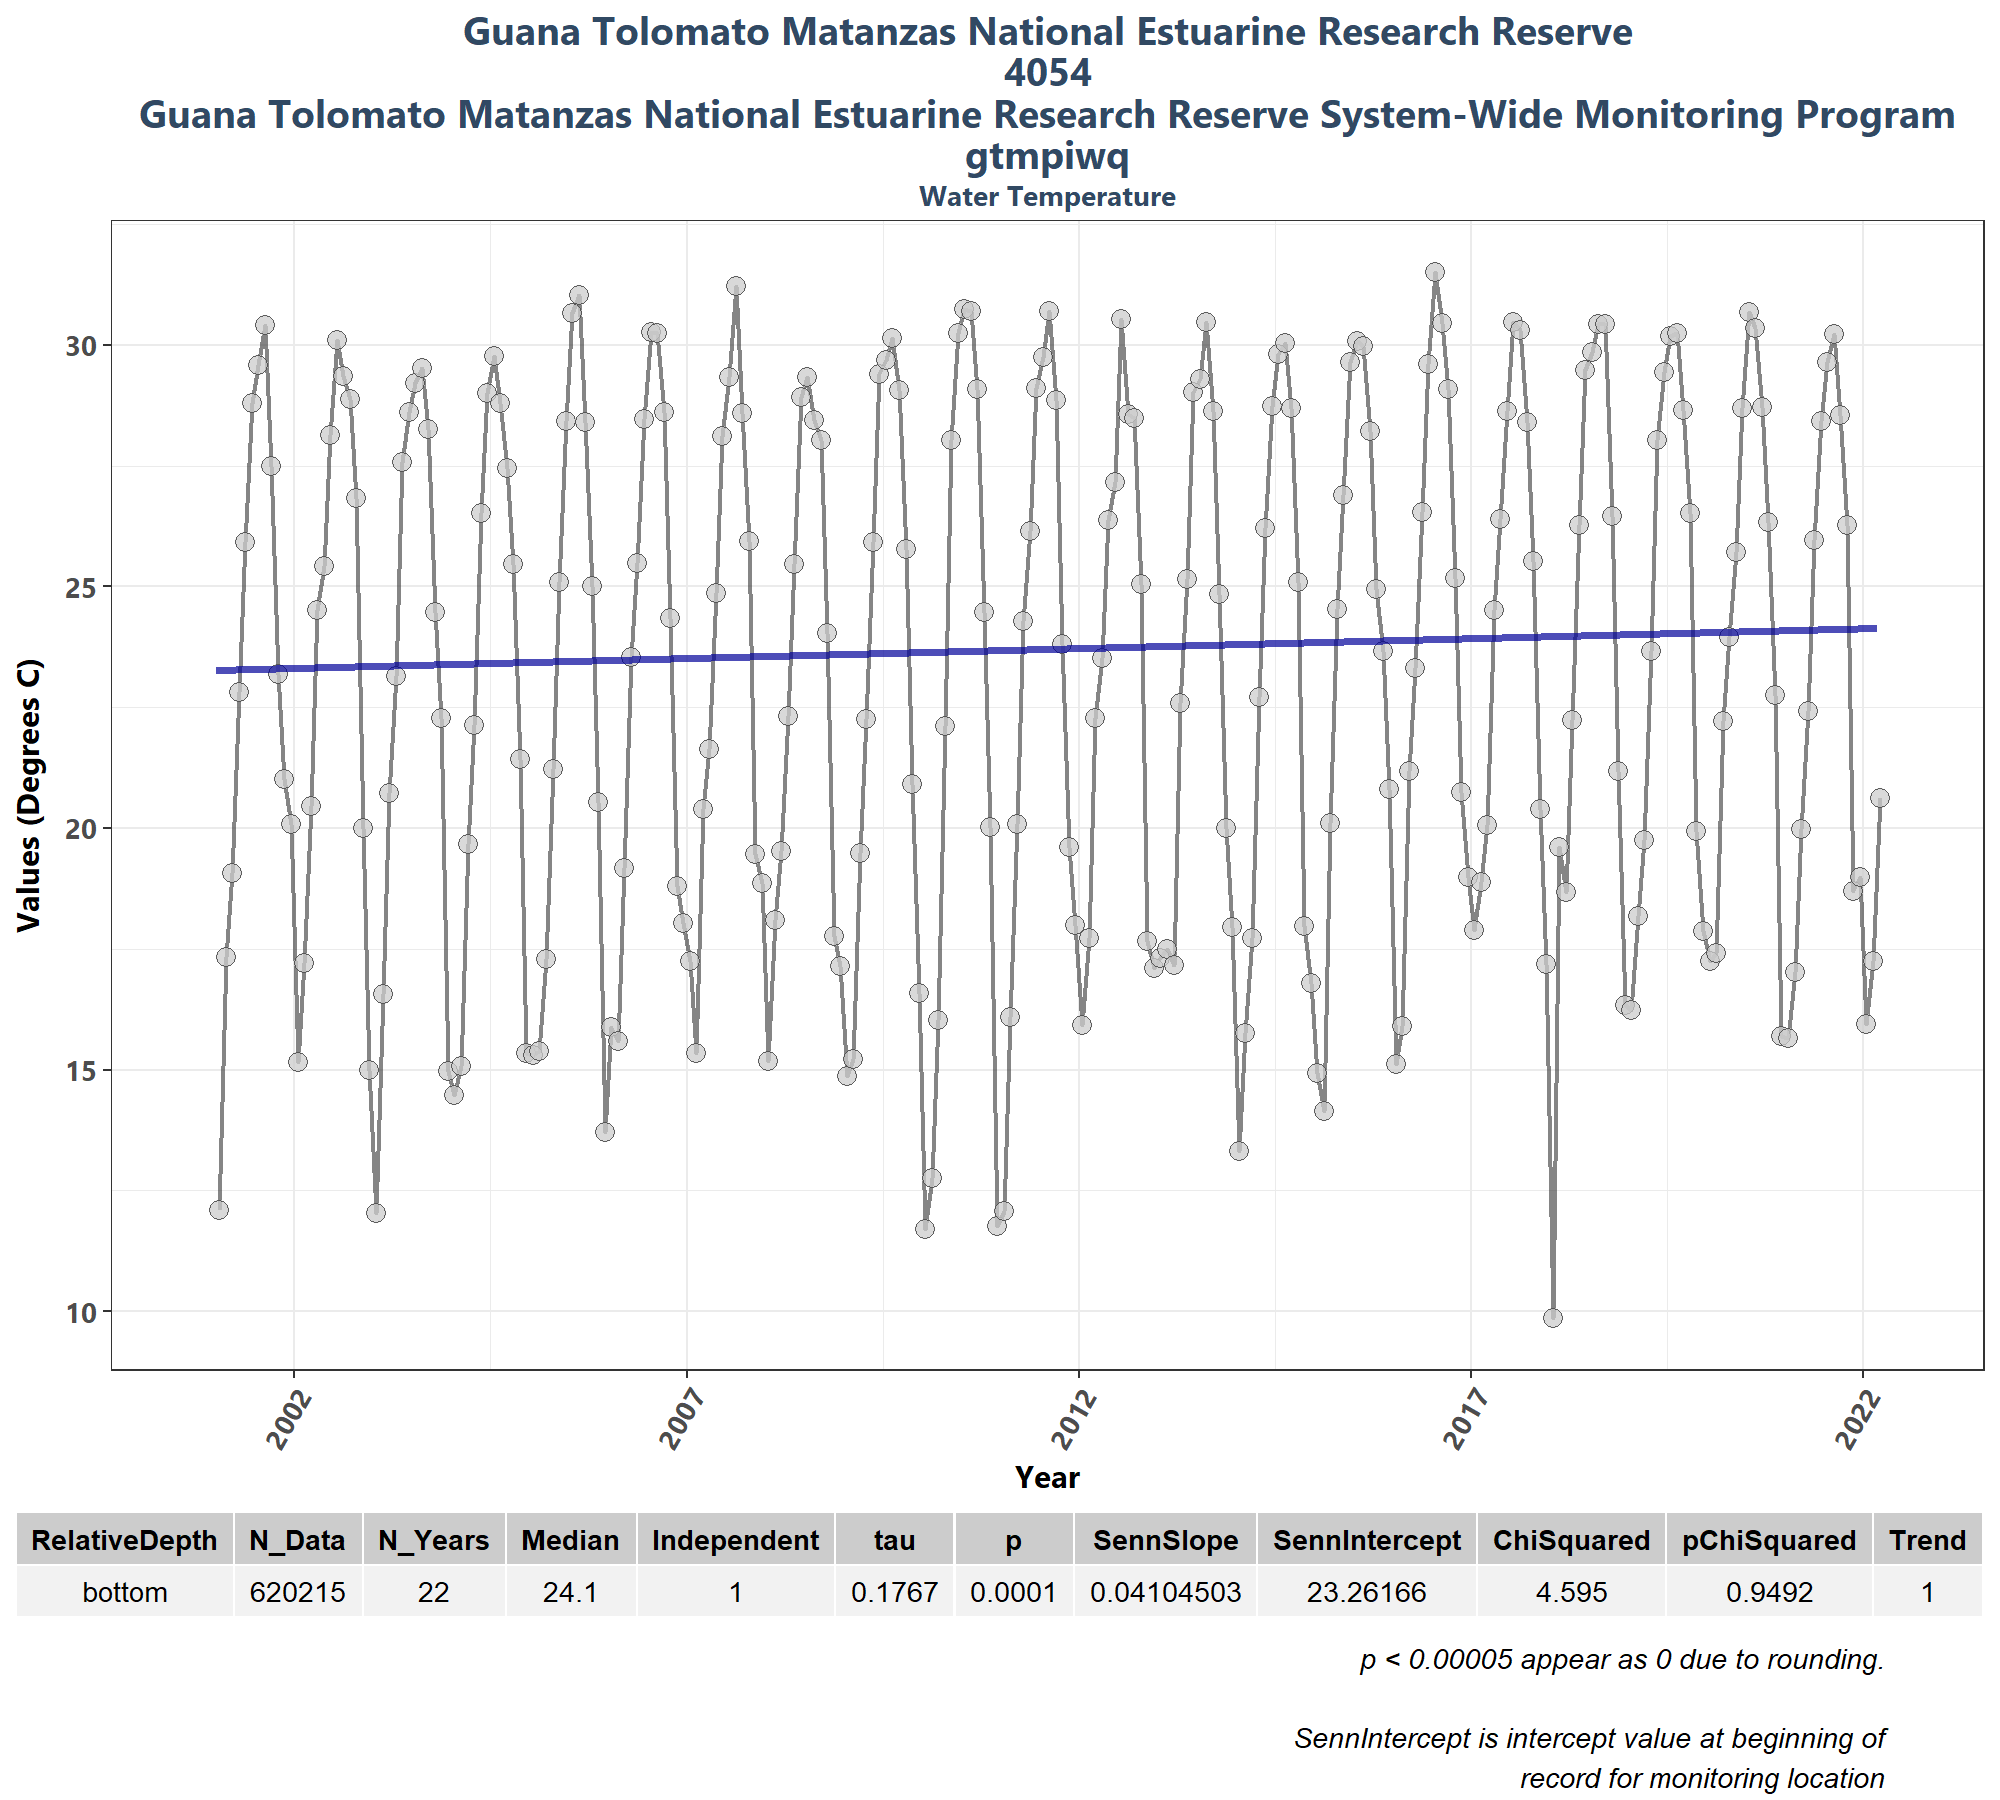 Guana Tolomato Matanzas National Estuarine Research Reserve
4054
Guana Tolomato Matanzas National Estuarine Research Reserve System-Wide Monitoring Program
gtmpiwq
Water Temperature
Values (Degrees C)
30
25
20
15
10
2002
2007
2012
2017
2022
Year
RelativeDepth N_Data N_Years Median Independent tau p SennSlope SennIntercept ChiSquared pChiSquared Trend
bottom 620215 22 24.1 1 0.1767 0.0001 0.04104503 23.26166 4.595 0.9492 1
p < 0.00005 appear as 0 due to rounding.
SennIntercept is intercept value at beginning of
record for monitoring location